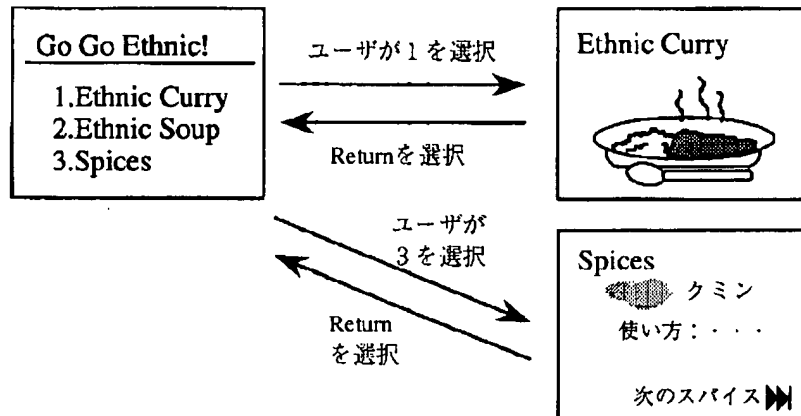 Go Go Ethnic!
1.Ethnic Curry
2.Ethnic Soup
3.Spices
ユーザが 1 を選択
Returnを選択
Ethnic Curry
ユーザが
3 を選択
Return
を選択
Spices
クミン
使い方：・・・
次のスパイス